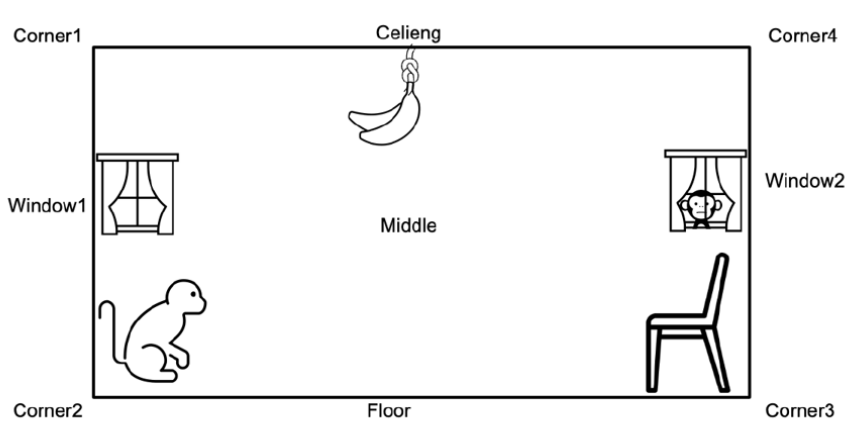 Corner1
Celieng
Corner4
Window1
Window2
Middle
Corner2
Floor
Corner3